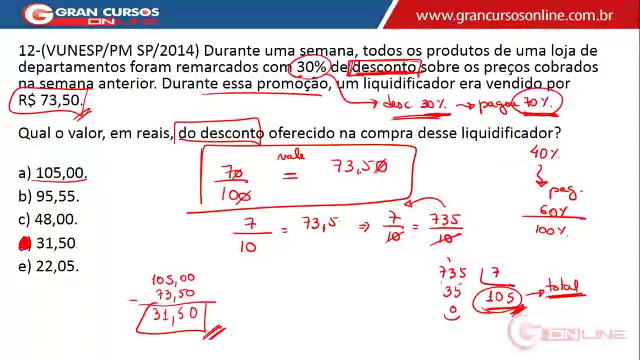 GRAN CURSOS
ONLINE
www.grancursosonline.com.br
12-(VUNESP/PM SP/2014) Durante uma semana, todos os produtos de uma loja de
departamentos foram remarcados com 30% de desconto sobre os preços cobrados
na semana anterior. Durante essa promoção, um liquidificador era vendido por
R$ 73,50.
desc 30% → pagou 70%
Qual o valor, em reais, do desconto oferecido na compra desse liquidificador?
a) 105,00.
b) 95,55.
c) 48,00.
31,50
e) 22,05.
vale
70/100 = 73,50
7/10 = 73,5 ⇒ 7/10 = 735/10
40%
pag.
60%
100%
735 | 7
35 105 → total
0
105,00
- 73,50
31,50
G ONLINE